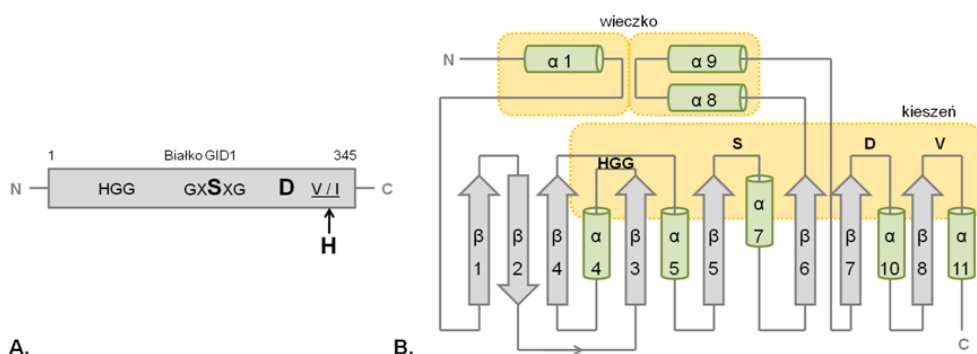 wieczko
N α 1 α 9
α 8
kieszeń
1 Białko GID1 345
S D V
HGG
N HGG GXSXG D V / I C
H
β 1 β 2 β 4 α 4 β 3 α 5 β 5 α 7 β 6 β 7 α 10 β 8 α 11
C
A. B.